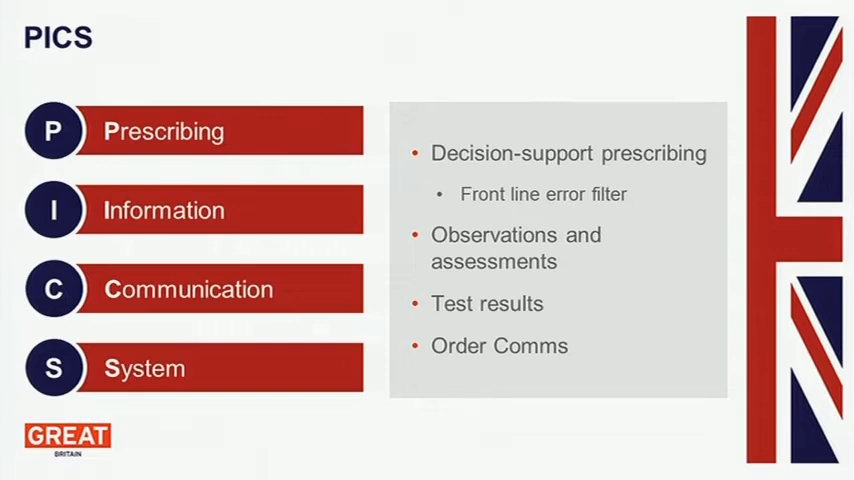 PICS
P Prescribing
I Information
C Communication
S System
• Decision-support prescribing
• Front line error filter
• Observations and
assessments
• Test results
• Order Comms
GREAT
BRITAIN